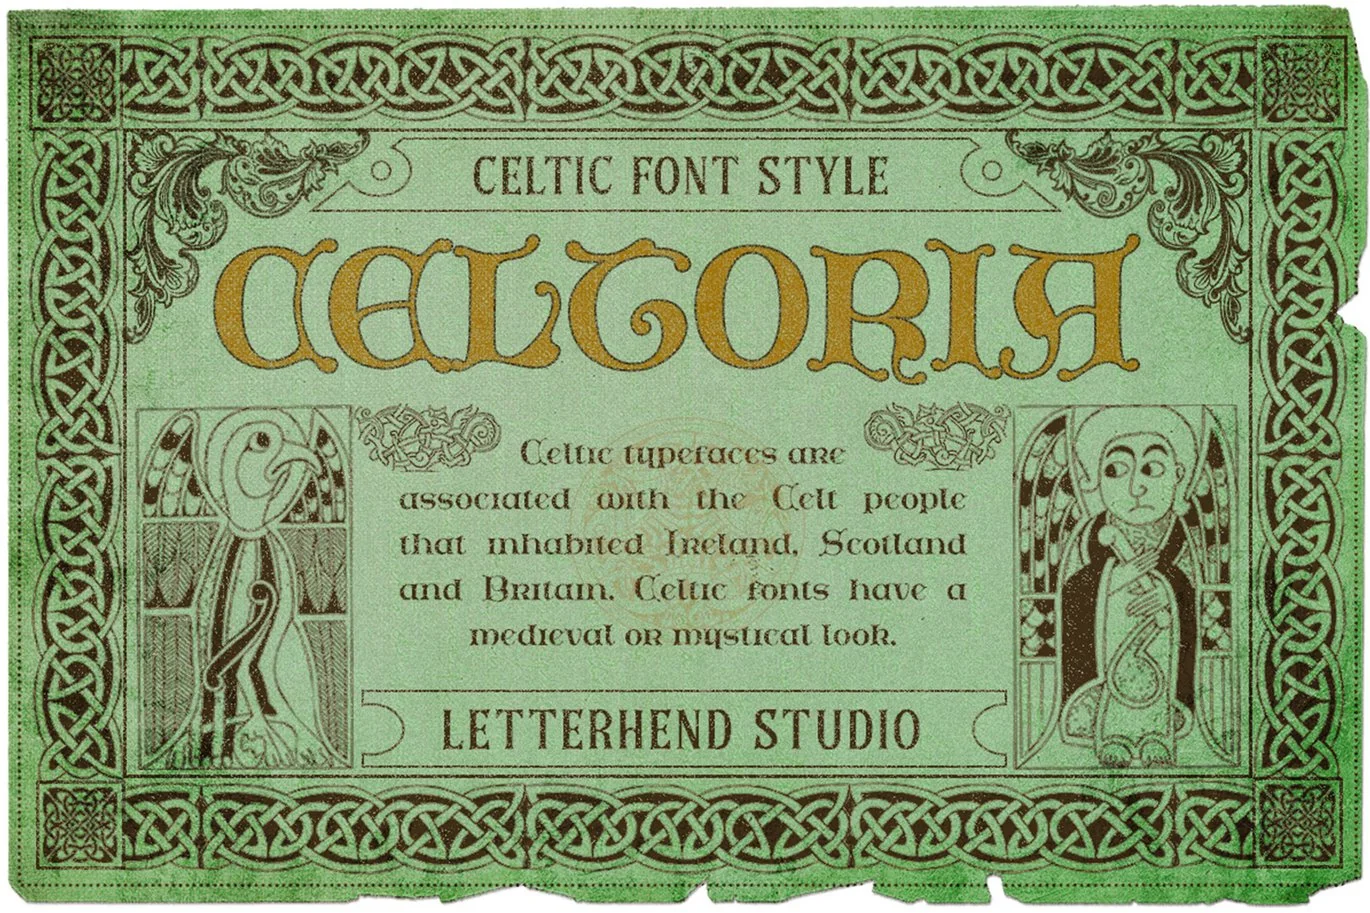 CELTIC FONT STYLE
CELTORIA
Celtic typefaces are
associated with the Celt people
that inhabited Ireland, Scotland
and Britain. Celtic fonts have a
medieval or mystical look.
LETTERHEND STUDIO